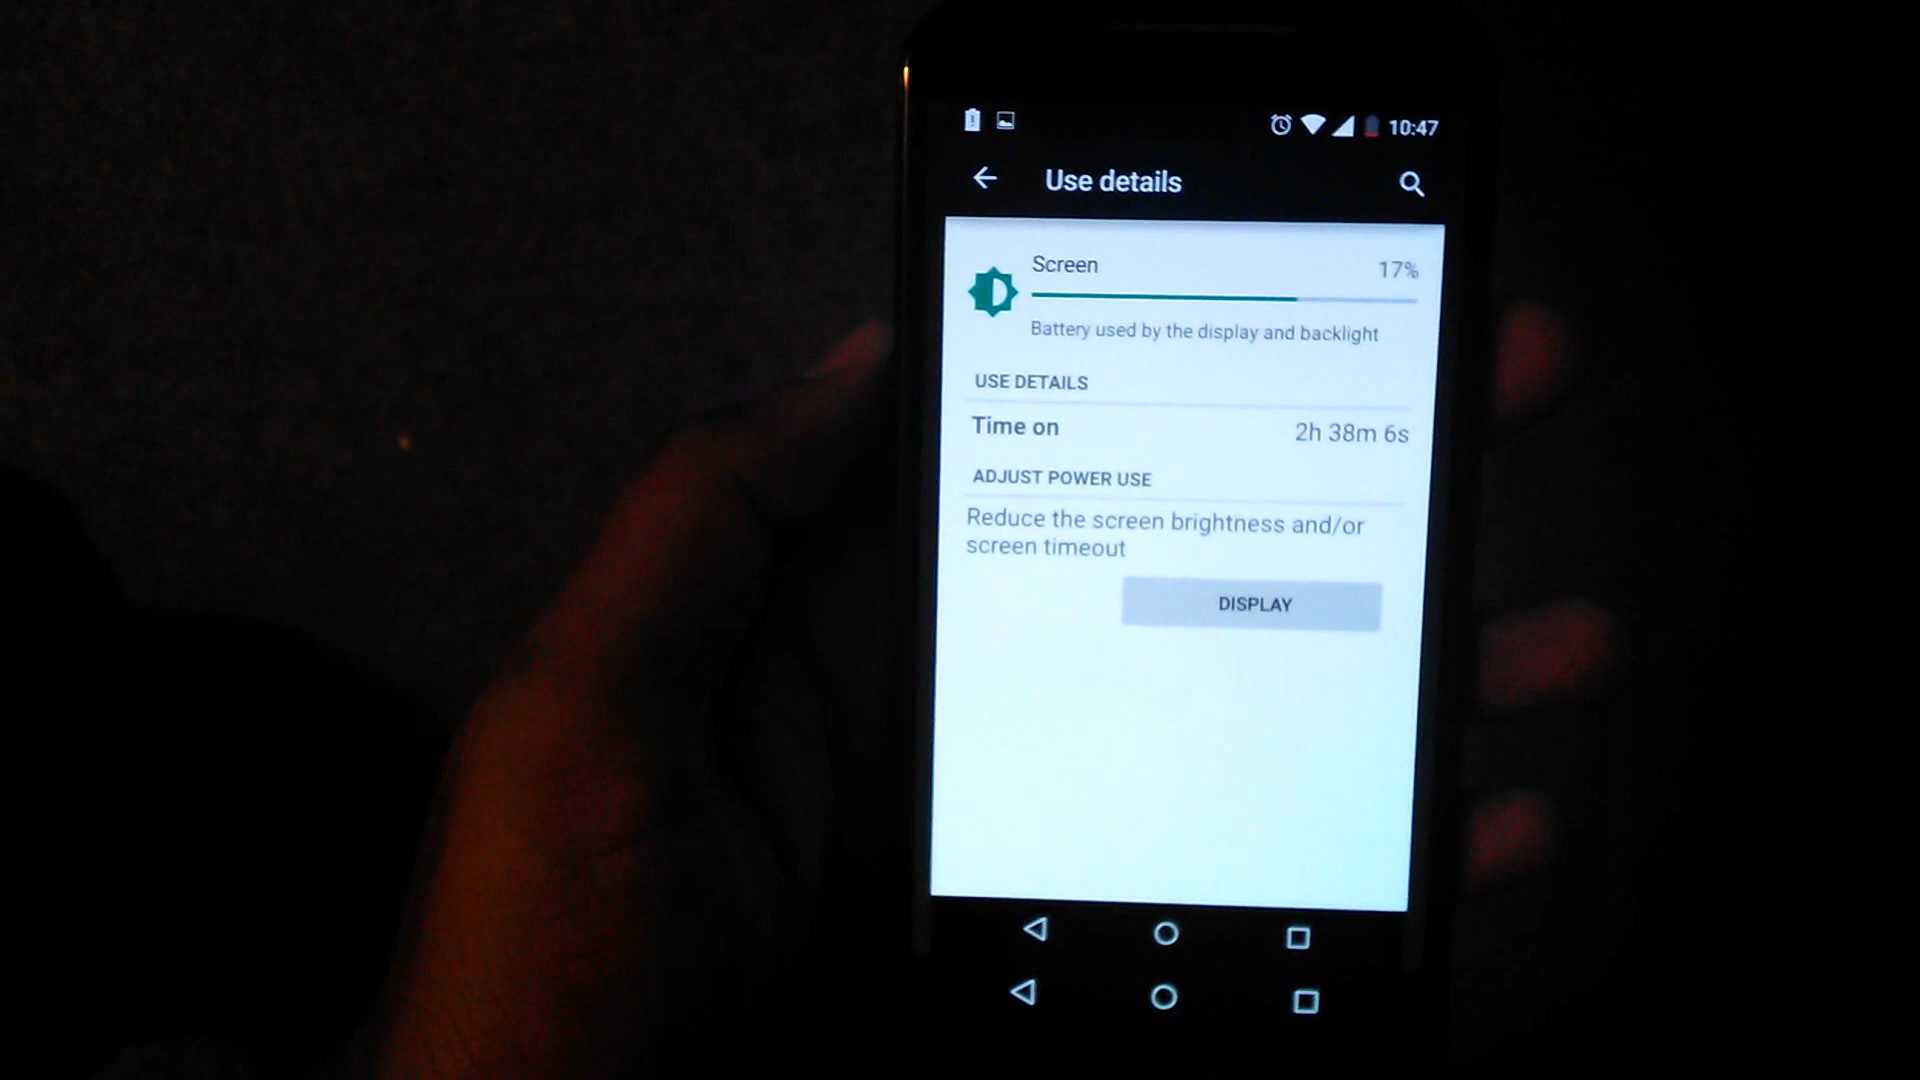 10:47
Use details
Screen 17%
Battery used by the display and backlight
USE DETAILS
Time on 2h 38m 6s
ADJUST POWER USE
Reduce the screen brightness and/or
screen timeout
DISPLAY